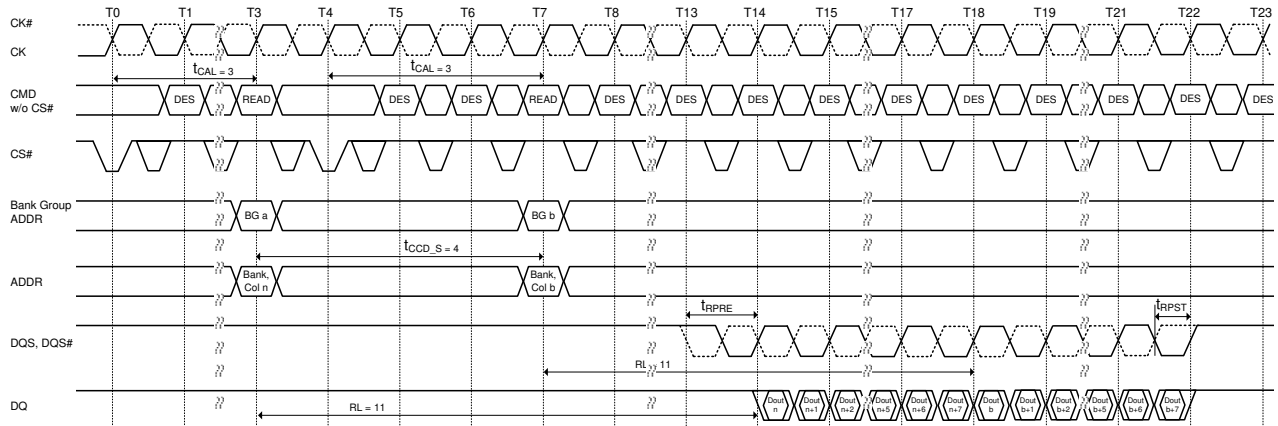 T0 T1 T3 T4 T5 T6 T7 T8 T13 T14 T15 T17 T18 T19 T21 T22 T23
CK#
CK
tCAL = 3 tCAL = 3
CMD
w/o CS#
DES READ DES DES READ DES DES DES DES DES DES DES DES DES DES
CS#
Bank Group
ADDR
BG a BG b
tCCD_S = 4
ADDR
Bank,
Col n
Bank,
Col b
tRPRE tRPST
DQS, DQS#
RL = 11
DQ
RL = 11
Dout
n
Dout
n+1
Dout
n+2
Dout
n+5
Dout
n+6
Dout
n+7
Dout
b
Dout
b+1
Dout
b+2
Dout
b+5
Dout
b+6
Dout
b+7